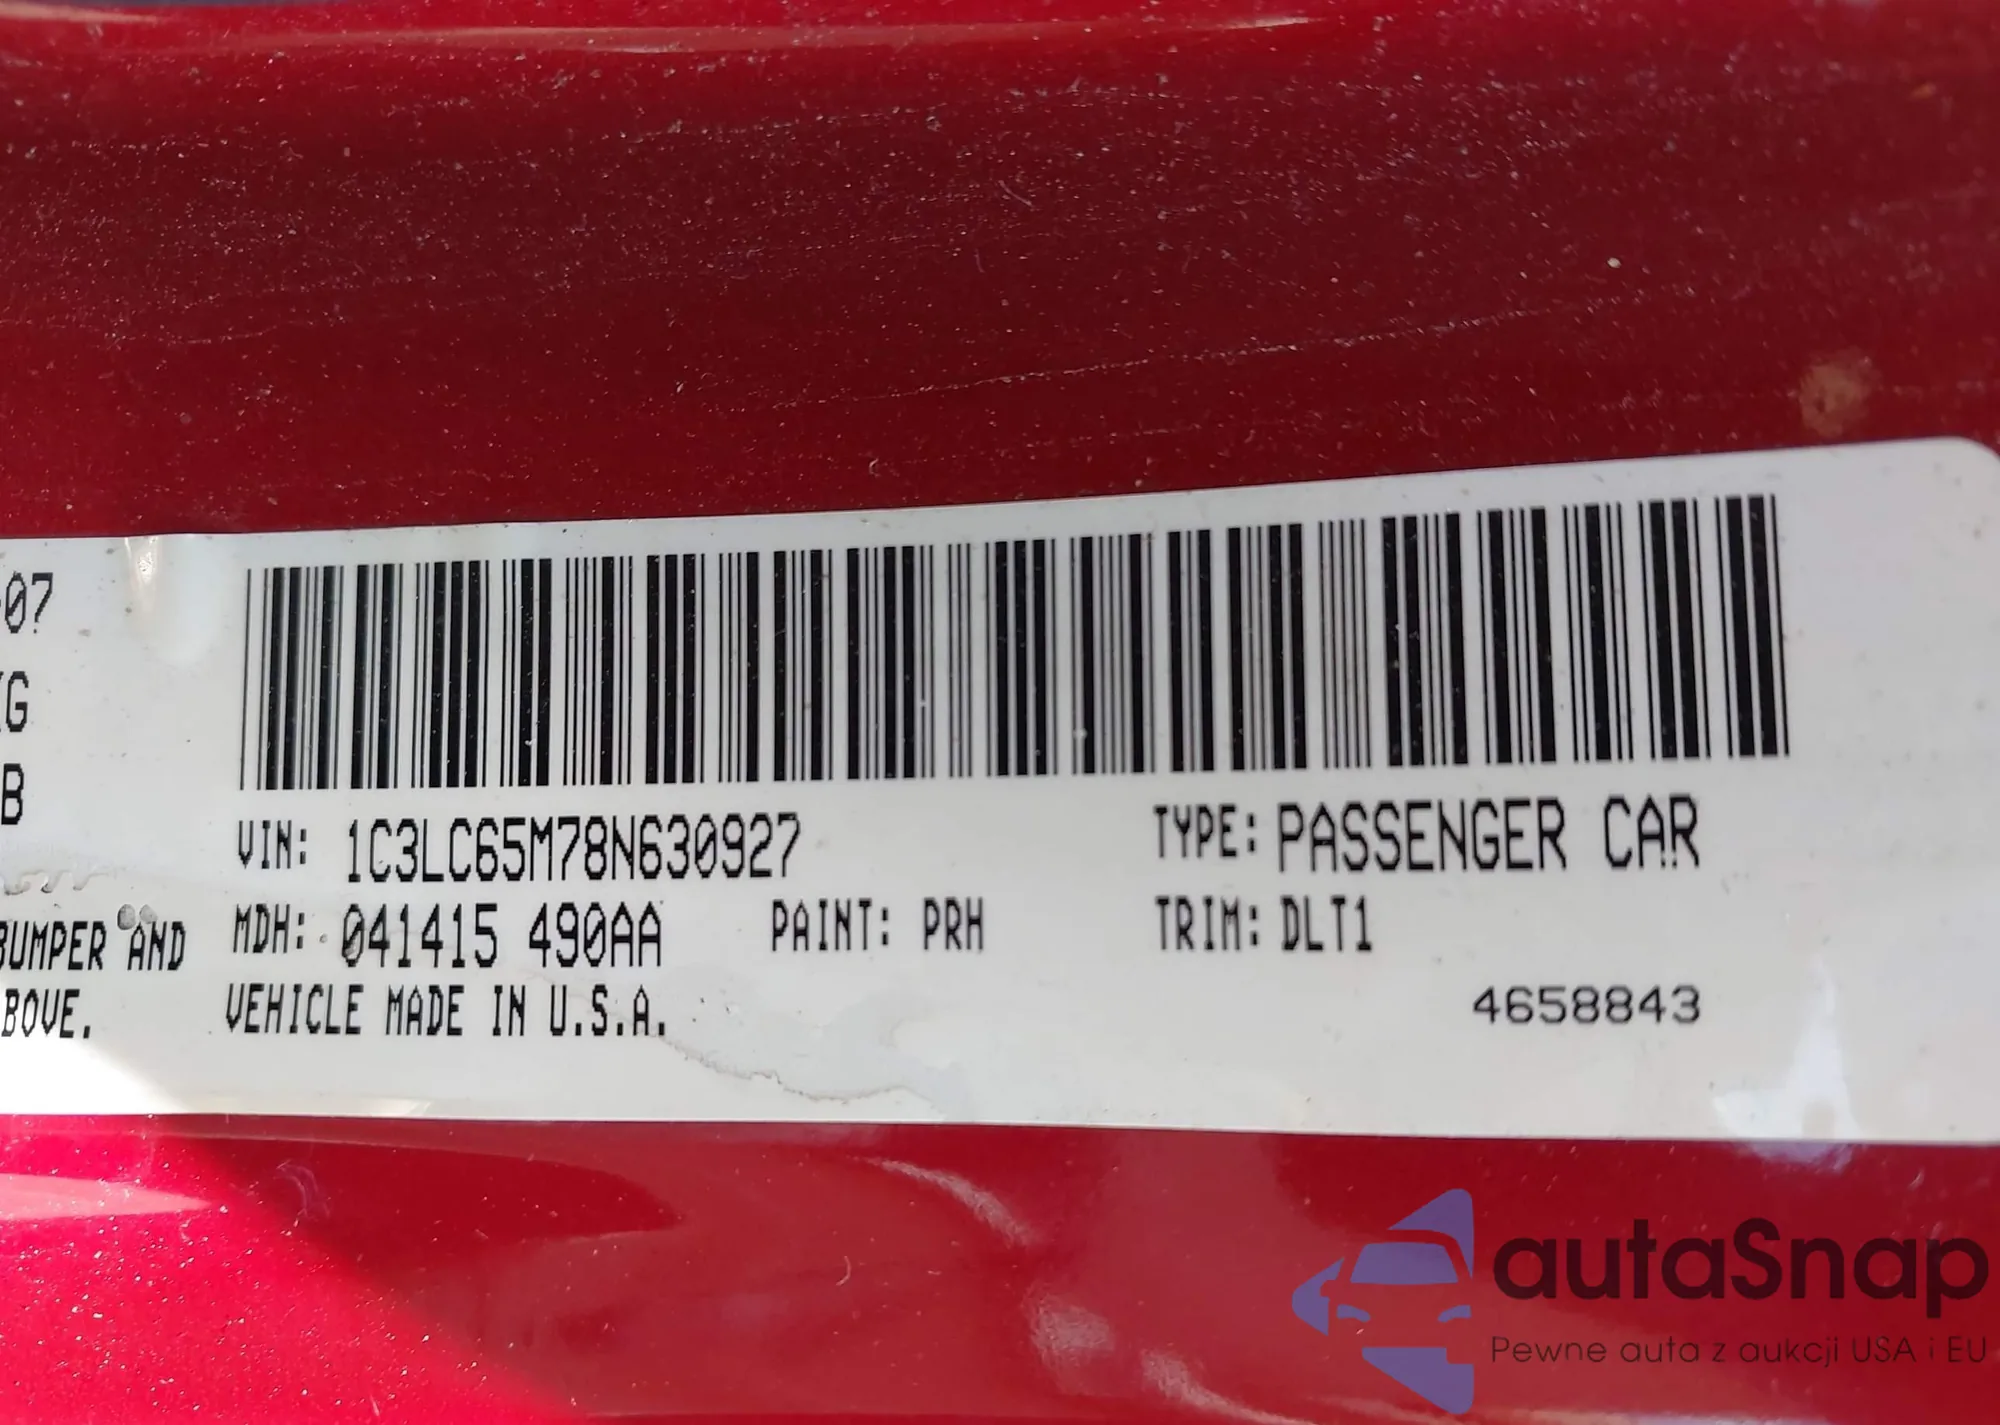 -07
KG
B
VIN: 1C3LC65M78N630927 TYPE: PASSENGER CAR
BUMPER AND MDH: 041415 490AA PAINT: PRH TRIM: DLT1
BOVE. VEHICLE MADE IN U.S.A. 4658843
autaSnap
Pewne auta z aukcji USA i EU